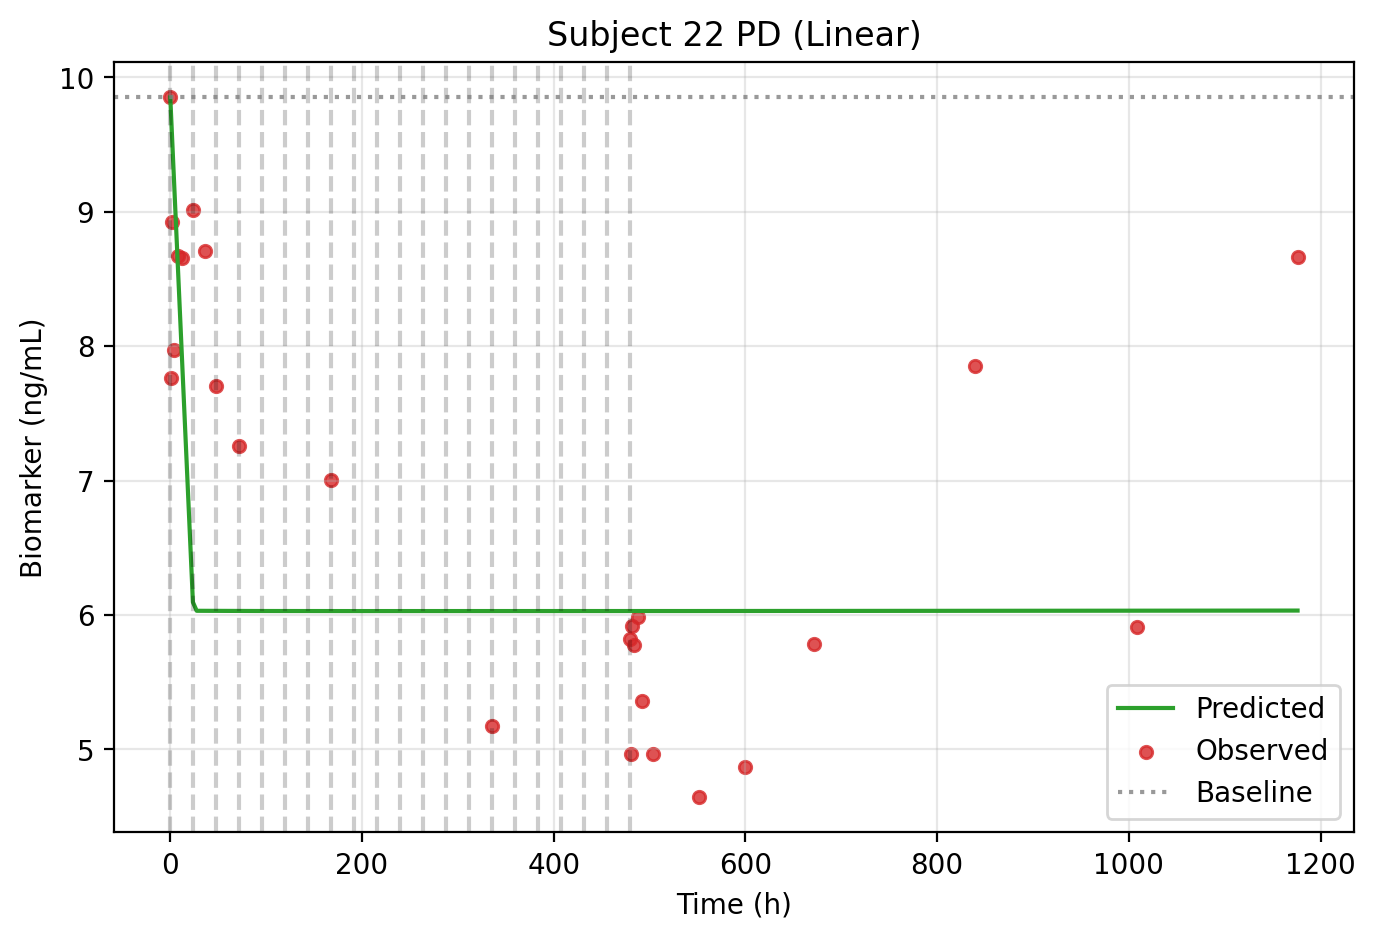 Subject 22 PD (Linear)
Biomarker (ng/mL)
10
9
8
7
6
5
0
200
400
600
800
1000
1200
Time (h)
Predicted
Observed
Baseline